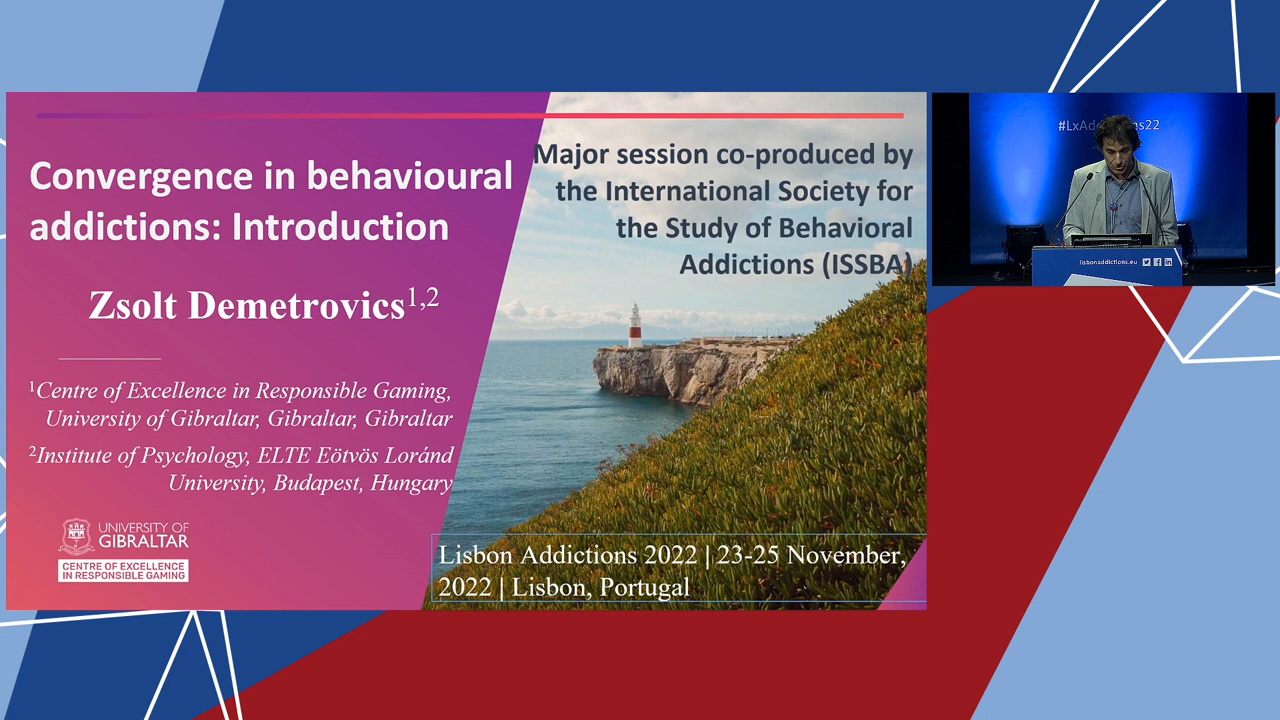 Convergence in behavioural
addictions: Introduction
Zsolt Demetrovics1,2
1Centre of Excellence in Responsible Gaming,
University of Gibraltar, Gibraltar, Gibraltar
2Institute of Psychology, ELTE Eötvös Loránd
University, Budapest, Hungary
UNIVERSITY OF
GIBRALTAR
CENTRE OF EXCELLENCE
IN RESPONSIBLE GAMING
Major session co-produced by
the International Society for
the Study of Behavioral
Addictions (ISSBA)
Lisbon Addictions 2022 | 23-25 November,
2022 | Lisbon, Portugal
lisbonaddictions.eu